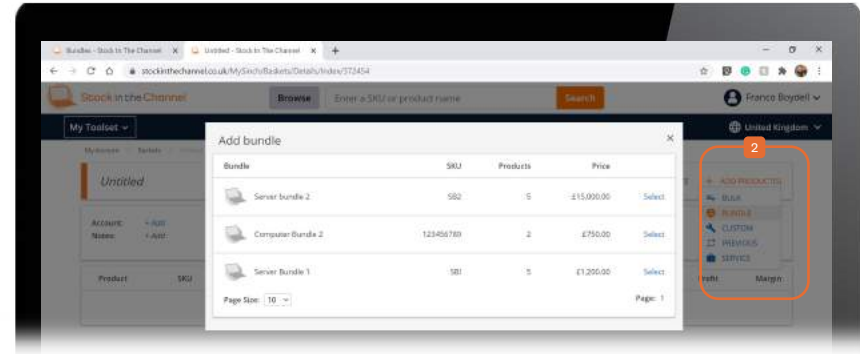 Bundles - Stock In The Channel X Untitled - Stock In The Channel X +
stockinthechannel.co.uk/MySinch/Baskets/Details/Index/372454
Stock in the Channel Browse Enter a SKU or product name Search Franco Boydell
My Toolset United Kingdom
2
Add bundle ×
Untitled ADD PRODUCT(S)
Bundle SKU Products Price
BULK
Server bundle 2 SB2 5 £15,000.00 Select
BUNDLE
Account: + Add
CUSTOM
Notes: + Add
Computer Bundle 2 123456789 2 £750.00 Select
PREVIOUS
SERVICE
Product SKU Server Bundle 1 SB1 5 £1,200.00 Select Profit Margin
Page Size: 10 Page: 1